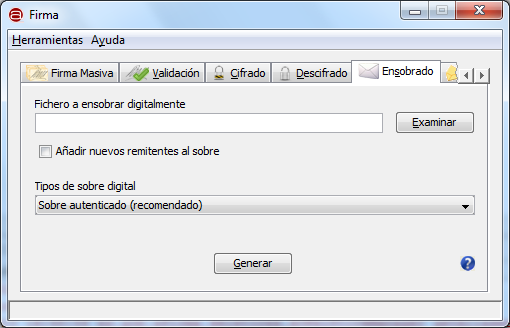 Firma
Herramientas Ayuda
Firma Masiva Validación Cifrado Descifrado Ensobrado
Fichero a ensobrar digitalmente
Examinar
Añadir nuevos remitentes al sobre
Tipos de sobre digital
Sobre autenticado (recomendado)
Generar
?